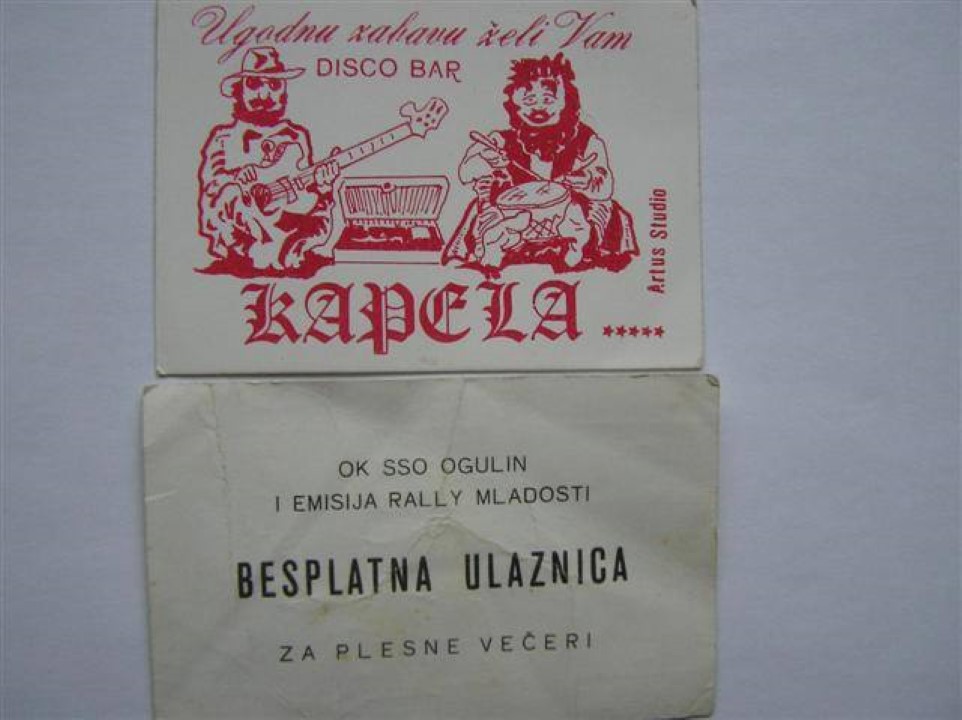 Ugodnu zabavu želi Vam
DISCO BAR
Artus Studio
KAPELA *****
OK SSO OGULIN
I EMISIJA RALLY MLADOSTI
BESPLATNA ULAZNICA
ZA PLESNE VEČERI